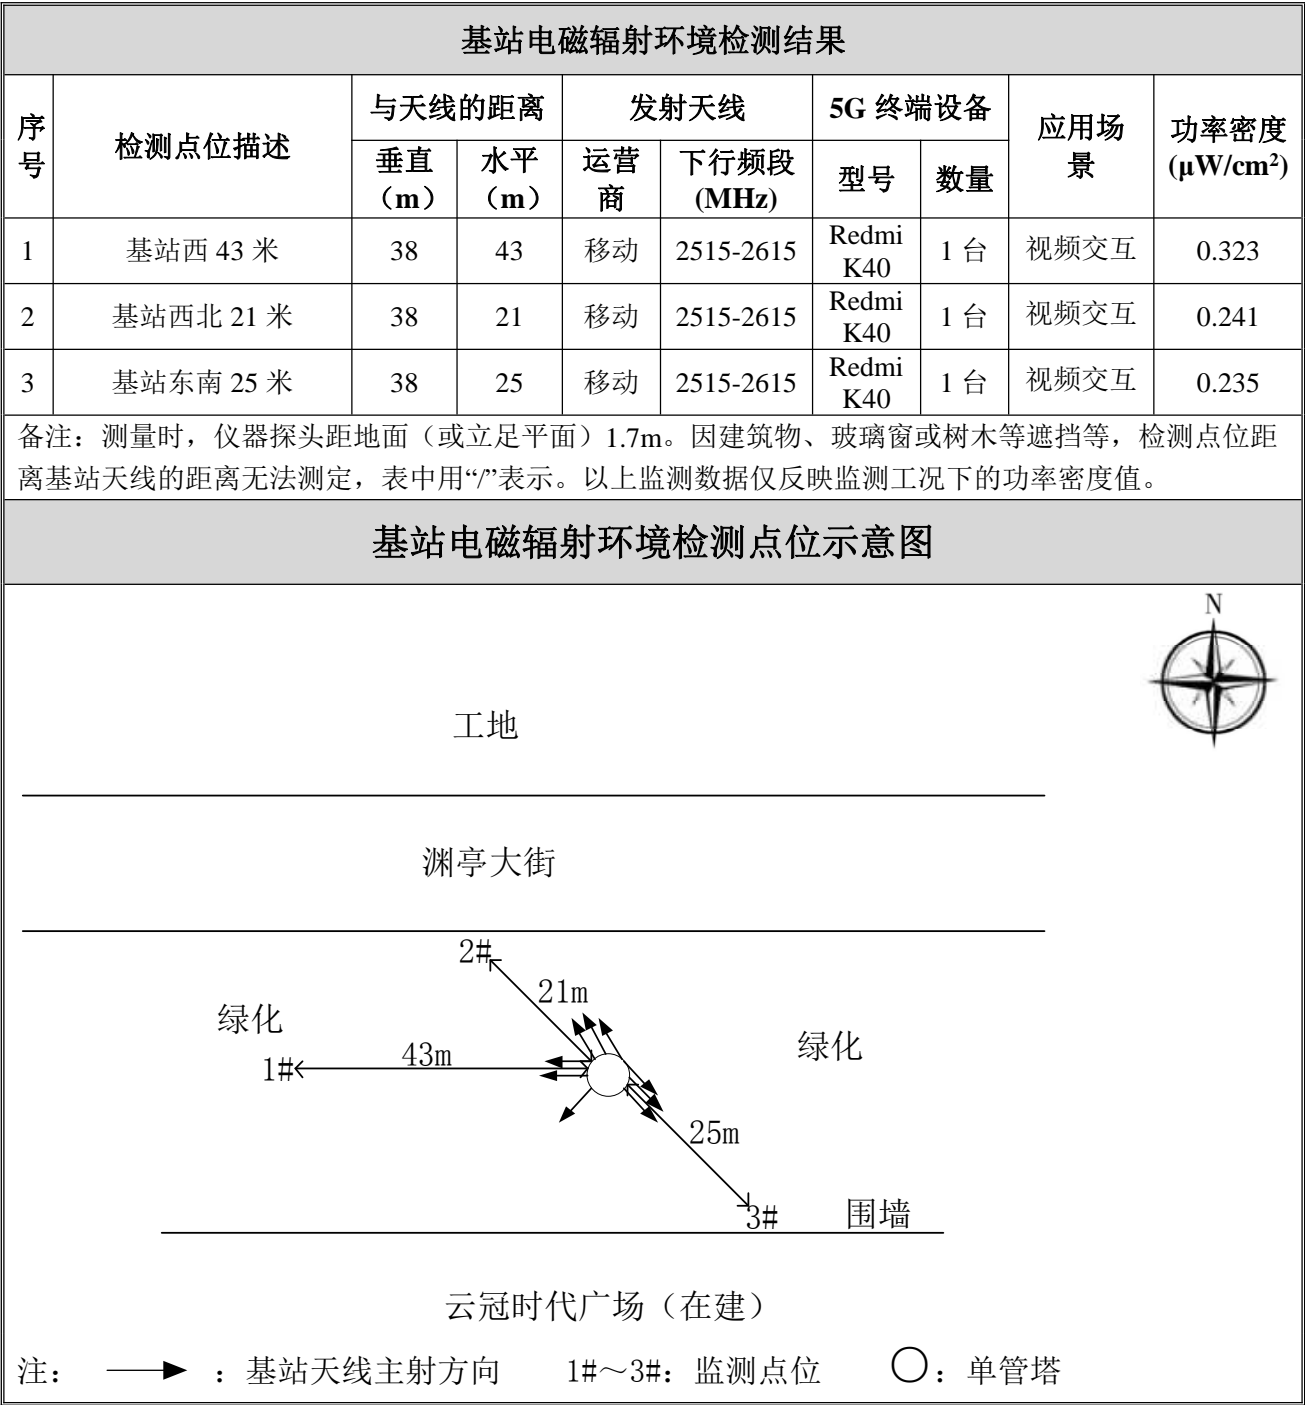 基站电磁辐射环境检测结果
序号 检测点位描述 与天线的距离 发射天线 5G 终端设备 应用场景 功率密度(μW/cm²)
垂直（m） 水平（m） 运营商 下行频段(MHz) 型号 数量
1 基站西 43 米 38 43 移动 2515-2615 Redmi K40 1 台 视频交互 0.323
2 基站西北 21 米 38 21 移动 2515-2615 Redmi K40 1 台 视频交互 0.241
3 基站东南 25 米 38 25 移动 2515-2615 Redmi K40 1 台 视频交互 0.235
备注：测量时，仪器探头距地面（或立足平面）1.7m。因建筑物、玻璃窗或树木等遮挡等，检测点位距
离基站天线的距离无法测定，表中用“/”表示。以上监测数据仅反映监测工况下的功率密度值。
基站电磁辐射环境检测点位示意图
N
工地
渊亭大街
2#
21m
绿化
绿化
43m
1#
25m
3#
围墙
云冠时代广场（在建）
注： ：基站天线主射方向 1#～3#：监测点位 ：单管塔